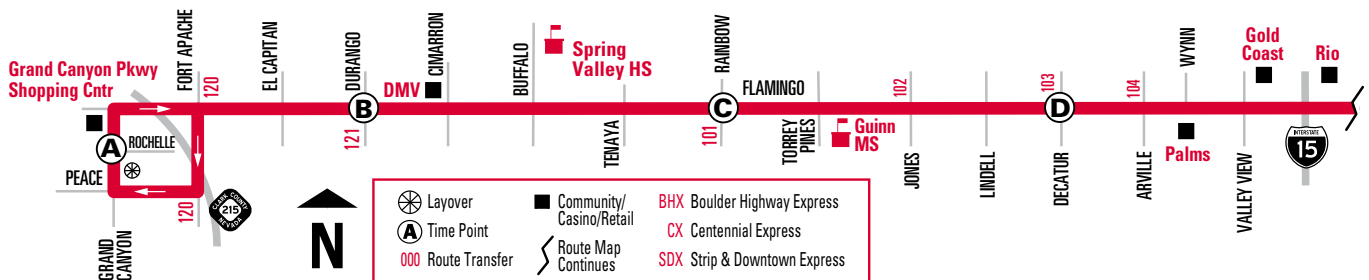 Grand Canyon Pkwy
Shopping Cntr
FORT APACHE
120
EL CAPITAN
DURANGO
B
121
DMV
CIMARRON
BUFFALO
Spring
Valley HS
TENAYA
RAINBOW
C
101
FLAMINGO
TORREY
PINES
Guinn
MS
102
JONES
LINDELL
103
D
DECATUR
104
ARVILLE
WYNN
Palms
Gold
Coast
VALLEY VIEW
Rio
INTERSTATE
15
A
ROCHELLE
PEACE
GRAND
CANYON
120
CLARK COUNTY
215
NEVADA
N
Layover
A Time Point
000 Route Transfer
Community/
Casino/Retail
Route Map
Continues
BHX Boulder Highway Express
CX Centennial Express
SDX Strip & Downtown Express